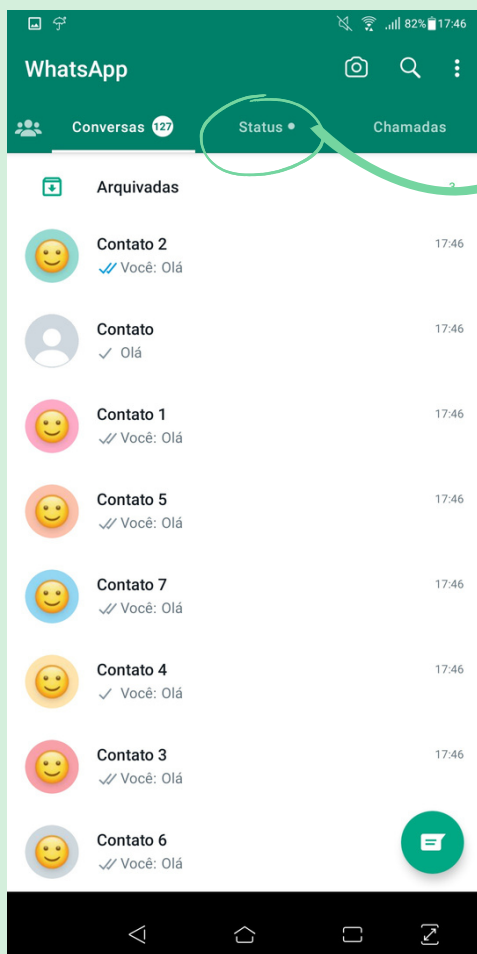 82% 17:46
WhatsApp
Conversas 127 Status Chamadas
Arquivadas
Contato 2 17:46
Você: Olá
Contato 17:46
Olá
Contato 1 17:46
Você: Olá
Contato 5 17:46
Você: Olá
Contato 7 17:46
Você: Olá
Contato 4 17:46
Você: Olá
Contato 3 17:46
Você: Olá
Contato 6
Você: Olá